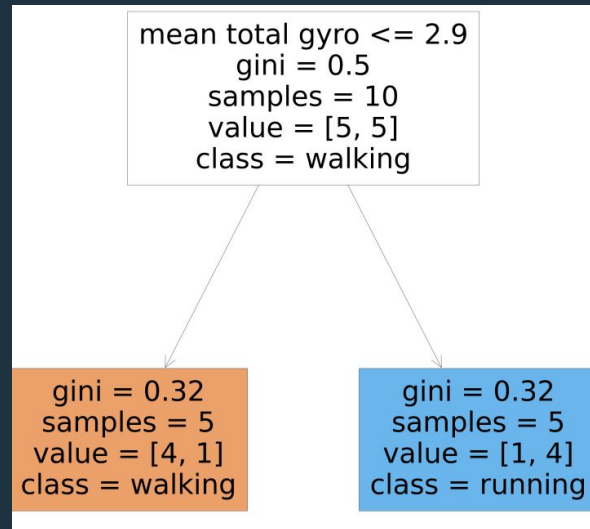 mean total gyro <= 2.9
gini = 0.5
samples = 10
value = [5, 5]
class = walking
gini = 0.32
samples = 5
value = [4, 1]
class = walking
gini = 0.32
samples = 5
value = [1, 4]
class = running